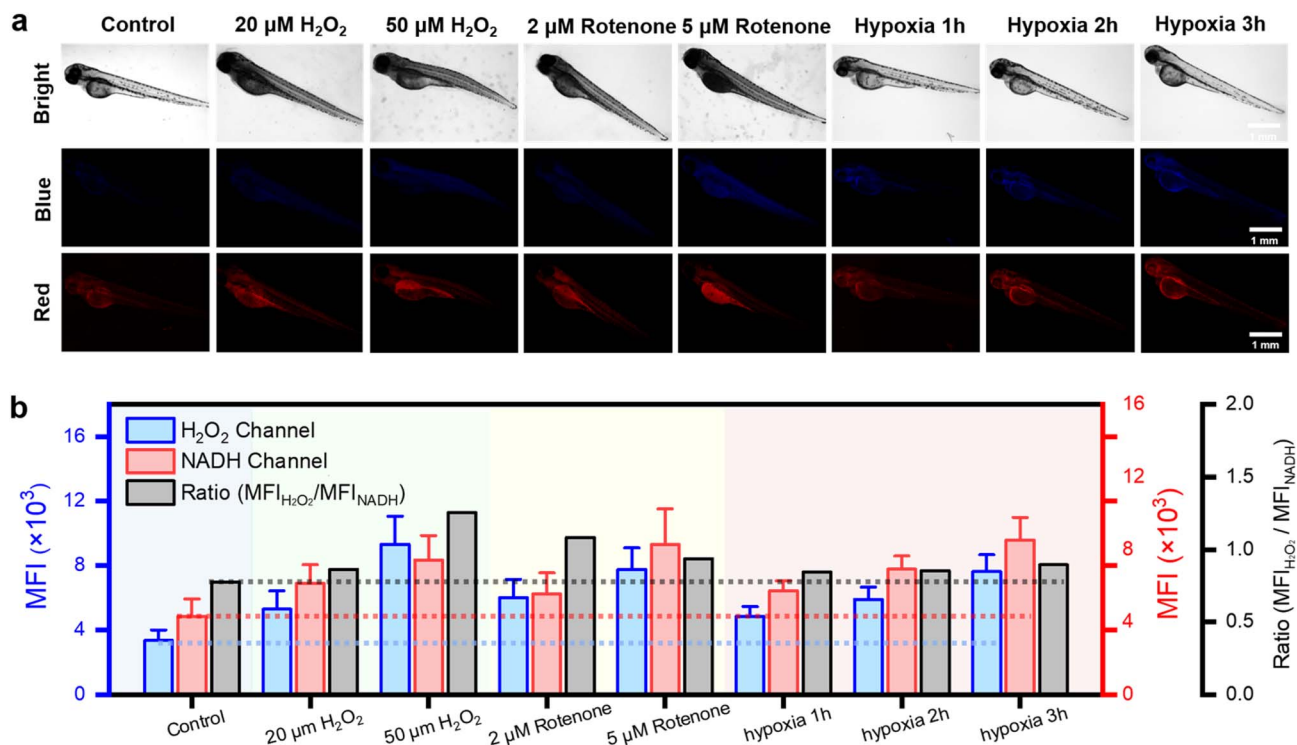 a
Control 20 µM H₂O₂ 50 µM H₂O₂ 2 µM Rotenone 5 µM Rotenone Hypoxia 1h Hypoxia 2h Hypoxia 3h
Bright
1 mm
Blue
1 mm
Red
1 mm
b
MFI (×10³)
16
12
8
4
0
H₂O₂ Channel
NADH Channel
Ratio (MFI_H₂O₂/MFI_NADH)
16
12
8
4
0
MFI (×10³)
2.0
1.5
1.0
0.5
0.0
Ratio (MFI_H₂O₂ / MFI_NADH)
Control 20 µm H₂O₂ 50 µm H₂O₂ 2 µM Rotenone 5 µM Rotenone hypoxia 1h hypoxia 2h hypoxia 3h